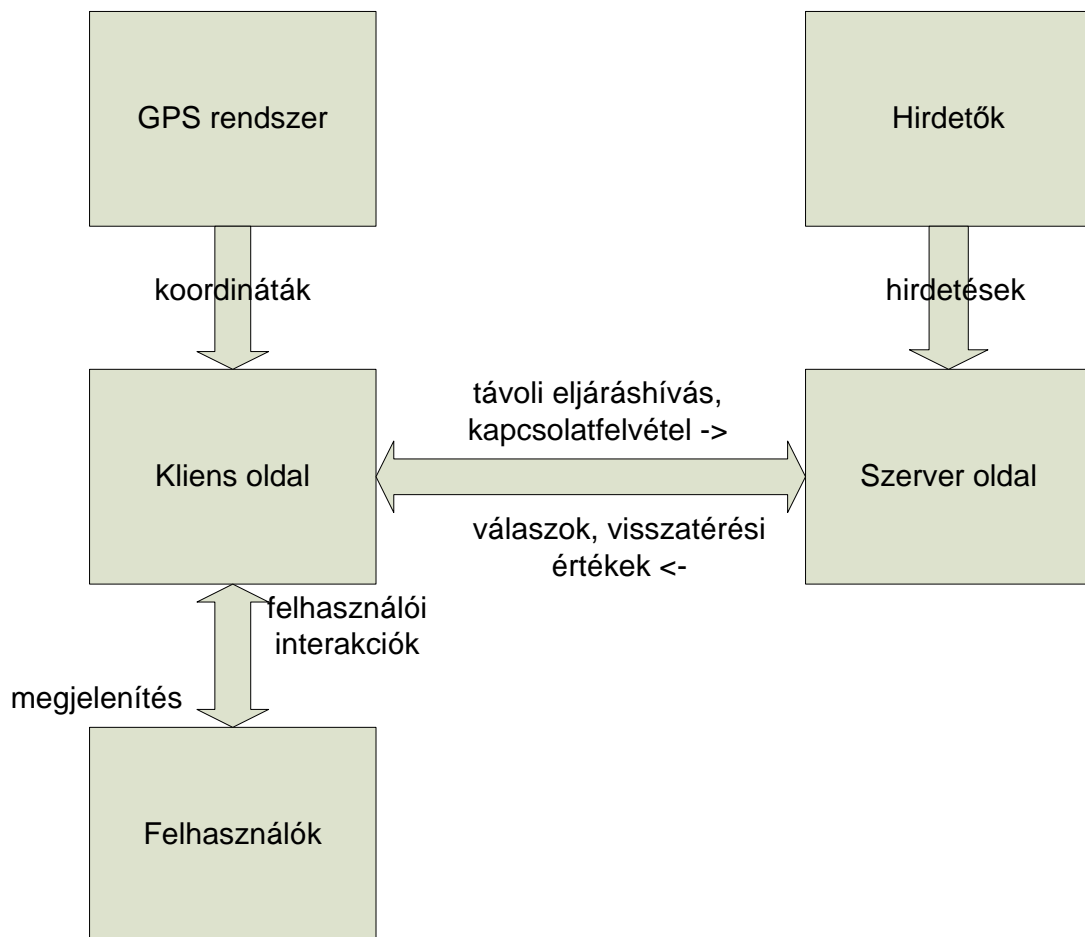 GPS rendszer
Hirdetők
koordináták
hirdetések
távoli eljáráshívás,
kapcsolatfelvétel ->
Kliens oldal
Szerver oldal
válaszok, visszatérési
értékek <-
felhasználói
interakciók
megjelenítés
Felhasználók